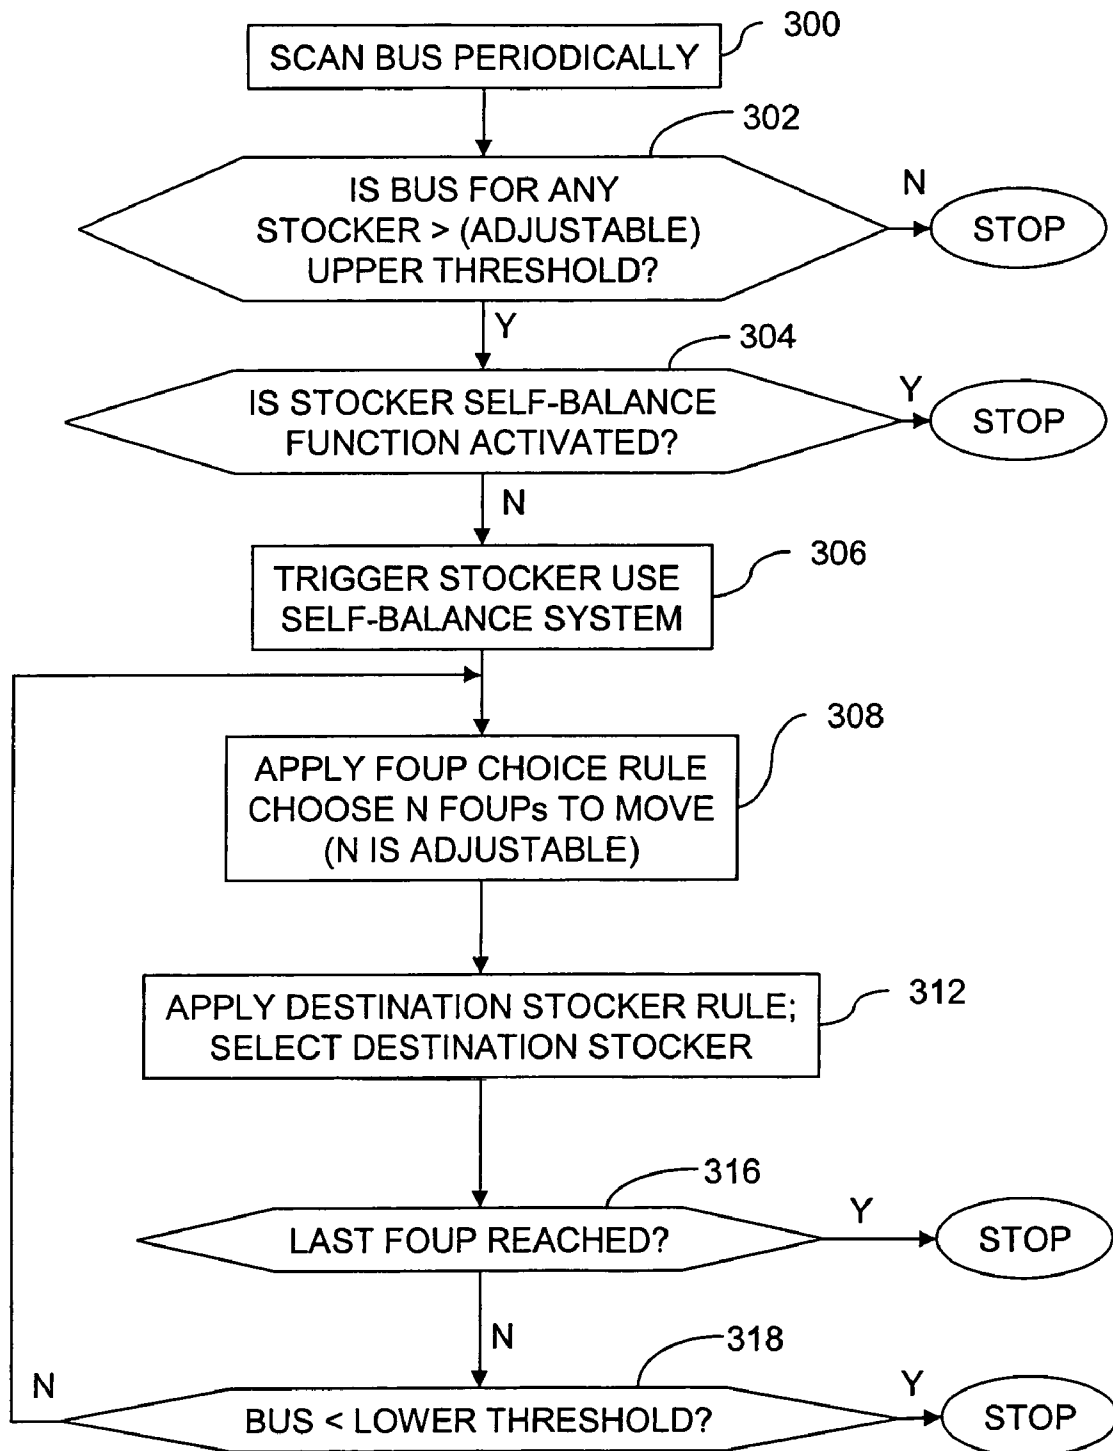 300
SCAN BUS PERIODICALLY
302
IS BUS FOR ANY
STOCKER > (ADJUSTABLE)
UPPER THRESHOLD?
N
STOP
Y
304
IS STOCKER SELF-BALANCE
FUNCTION ACTIVATED?
Y
STOP
N
306
TRIGGER STOCKER USE
SELF-BALANCE SYSTEM
308
APPLY FOUP CHOICE RULE
CHOOSE N FOUPs TO MOVE
(N IS ADJUSTABLE)
312
APPLY DESTINATION STOCKER RULE;
SELECT DESTINATION STOCKER
316
LAST FOUP REACHED?
Y
STOP
N
318
N
BUS < LOWER THRESHOLD?
Y
STOP